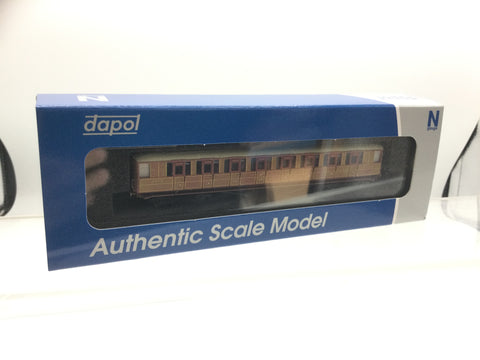 N
dapol
N
Authentic Scale Model